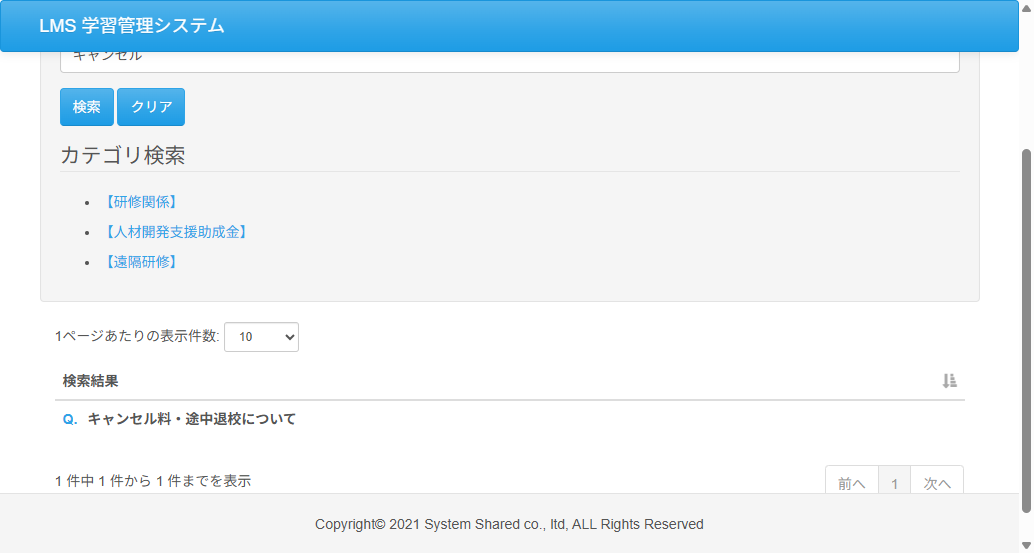 LMS 学習管理システム
キャンセル
検索 クリア
カテゴリ検索
【研修関係】
【人材開発支援助成金】
【遠隔研修】
1ページあたりの表示件数: 10
検索結果
Q. キャンセル料・途中退校について
1 件中 1 件から 1 件までを表示
前へ 1 次へ
Copyright© 2021 System Shared co., ltd, ALL Rights Reserved